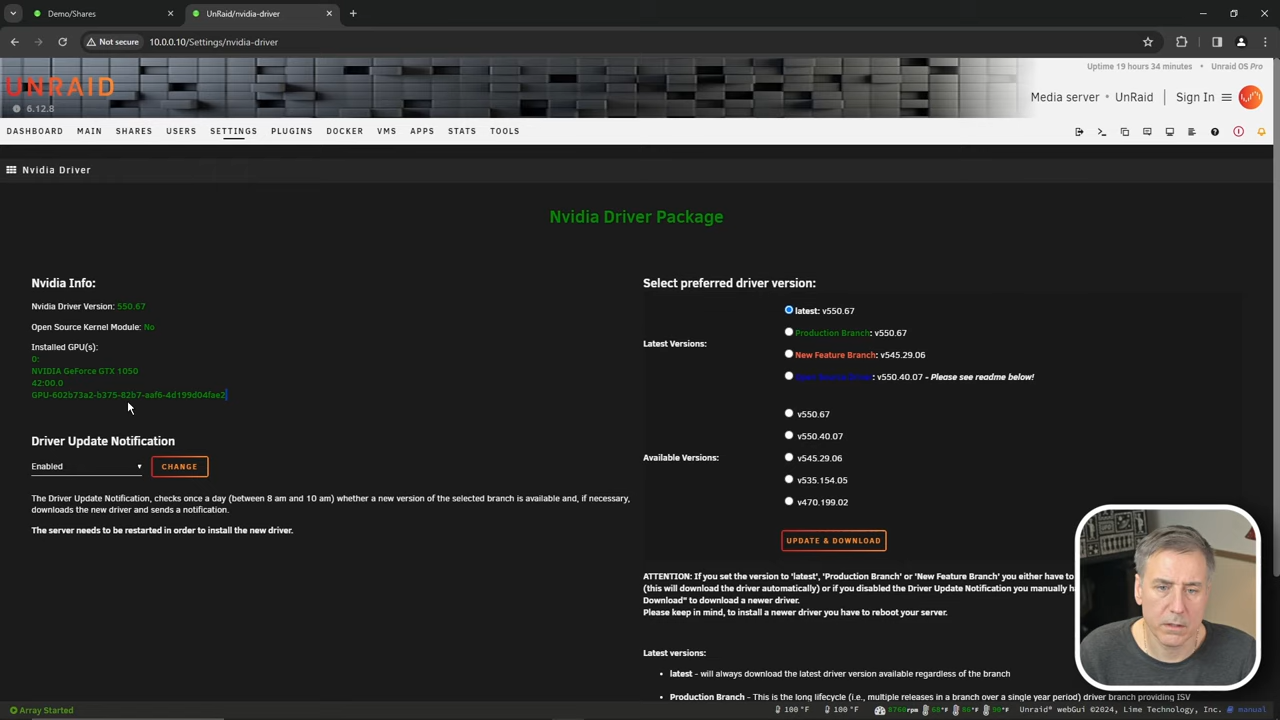 Demo/Shares
UnRaid/nvidia-driver
Not secure
10.0.0.10/Settings/nvidia-driver
UNRAID
6.12.8
Uptime 19 hours 34 minutes • Unraid OS Pro
Media server • UnRaid
Sign In
DASHBOARD MAIN SHARES USERS SETTINGS PLUGINS DOCKER VMS APPS STATS TOOLS
Nvidia Driver
Nvidia Driver Package
Nvidia Info:
Nvidia Driver Version: 550.67
Open Source Kernel Module: No
Installed GPU(s):
0:
NVIDIA GeForce GTX 1050
42:00.0
GPU-602b73a2-b375-82b7-aaf6-4d199d04fae2
Driver Update Notification
Enabled
CHANGE
The Driver Update Notification, checks once a day (between 8 am and 10 am) whether a new version of the selected branch is available and, if necessary,
downloads the new driver and sends a notification.
The server needs to be restarted in order to install the new driver.
Select preferred driver version:
Latest Versions:
latest: v550.67
Production Branch: v550.67
New Feature Branch: v545.29.06
: v550.40.07 - Please see readme below!
Available Versions:
v550.67
v550.40.07
v545.29.06
v535.154.05
v470.199.02
UPDATE & DOWNLOAD
ATTENTION: If you set the version to 'latest', 'Production Branch' or 'New Feature Branch' you either have to
(this will download the driver automatically) or if you disabled the Driver Update Notification you manually h
Download" to download a newer driver.
Please keep in mind, to install a newer driver you have to reboot your server.
Latest versions:
• latest - will always download the latest driver version available regardless of the branch
• Production Branch - This is the long lifecycle (i.e., multiple releases in a branch over a single year period) driver branch providing ISV
Array Started
100 °F 100 °F 8760rpm 68°F 86°F 90°F Unraid® webGui ©2024, Lime Technology, Inc. manual